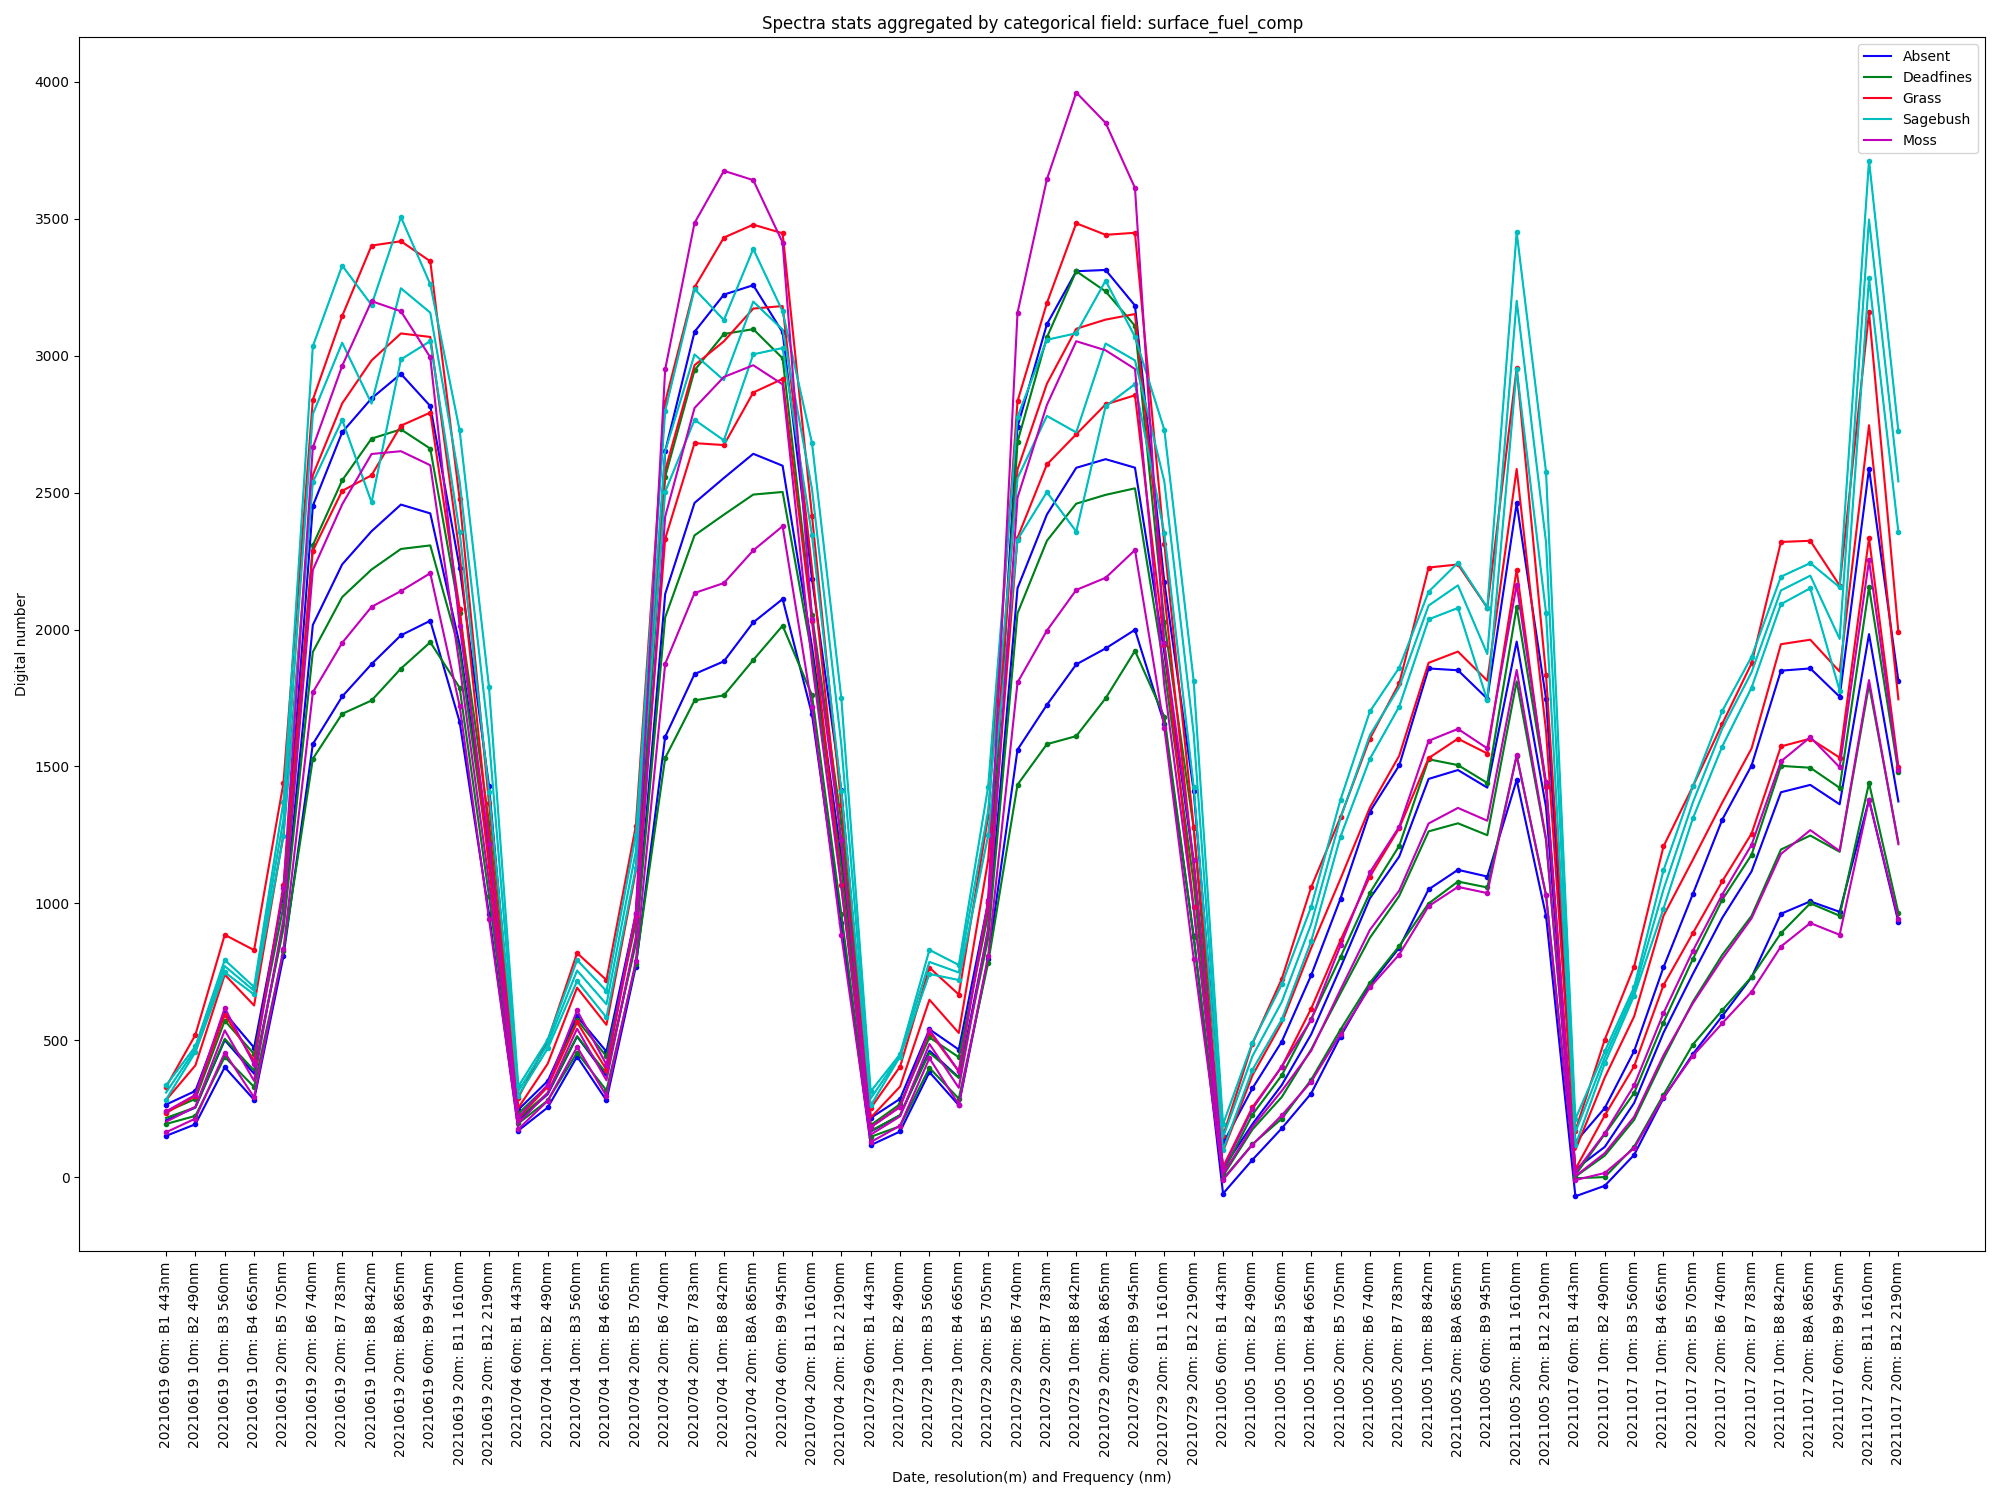 Spectra stats aggregated by categorical field: surface_fuel_comp
Absent
Deadfines
Grass
Sagebush
Moss
4000
3500
3000
2500
2000
1500
1000
500
0
Digital number
20210619 60m: B1 443nm
20210619 10m: B2 490nm
20210619 10m: B3 560nm
20210619 10m: B4 665nm
20210619 20m: B5 705nm
20210619 20m: B6 740nm
20210619 20m: B7 783nm
20210619 10m: B8 842nm
20210619 20m: B8A 865nm
20210619 60m: B9 945nm
20210619 20m: B11 1610nm
20210619 20m: B12 2190nm
20210704 60m: B1 443nm
20210704 10m: B2 490nm
20210704 10m: B3 560nm
20210704 10m: B4 665nm
20210704 20m: B5 705nm
20210704 20m: B6 740nm
20210704 20m: B7 783nm
20210704 10m: B8 842nm
20210704 20m: B8A 865nm
20210704 60m: B9 945nm
20210704 20m: B11 1610nm
20210704 20m: B12 2190nm
20210729 60m: B1 443nm
20210729 10m: B2 490nm
20210729 10m: B3 560nm
20210729 10m: B4 665nm
20210729 20m: B5 705nm
20210729 20m: B6 740nm
20210729 20m: B7 783nm
20210729 10m: B8 842nm
20210729 20m: B8A 865nm
20210729 60m: B9 945nm
20210729 20m: B11 1610nm
20210729 20m: B12 2190nm
20211005 60m: B1 443nm
20211005 10m: B2 490nm
20211005 10m: B3 560nm
20211005 10m: B4 665nm
20211005 20m: B5 705nm
20211005 20m: B6 740nm
20211005 20m: B7 783nm
20211005 10m: B8 842nm
20211005 20m: B8A 865nm
20211005 60m: B9 945nm
20211005 20m: B11 1610nm
20211005 20m: B12 2190nm
20211017 60m: B1 443nm
20211017 10m: B2 490nm
20211017 10m: B3 560nm
20211017 10m: B4 665nm
20211017 20m: B5 705nm
20211017 20m: B6 740nm
20211017 20m: B7 783nm
20211017 10m: B8 842nm
20211017 20m: B8A 865nm
20211017 60m: B9 945nm
20211017 20m: B11 1610nm
20211017 20m: B12 2190nm
Date, resolution(m) and Frequency (nm)